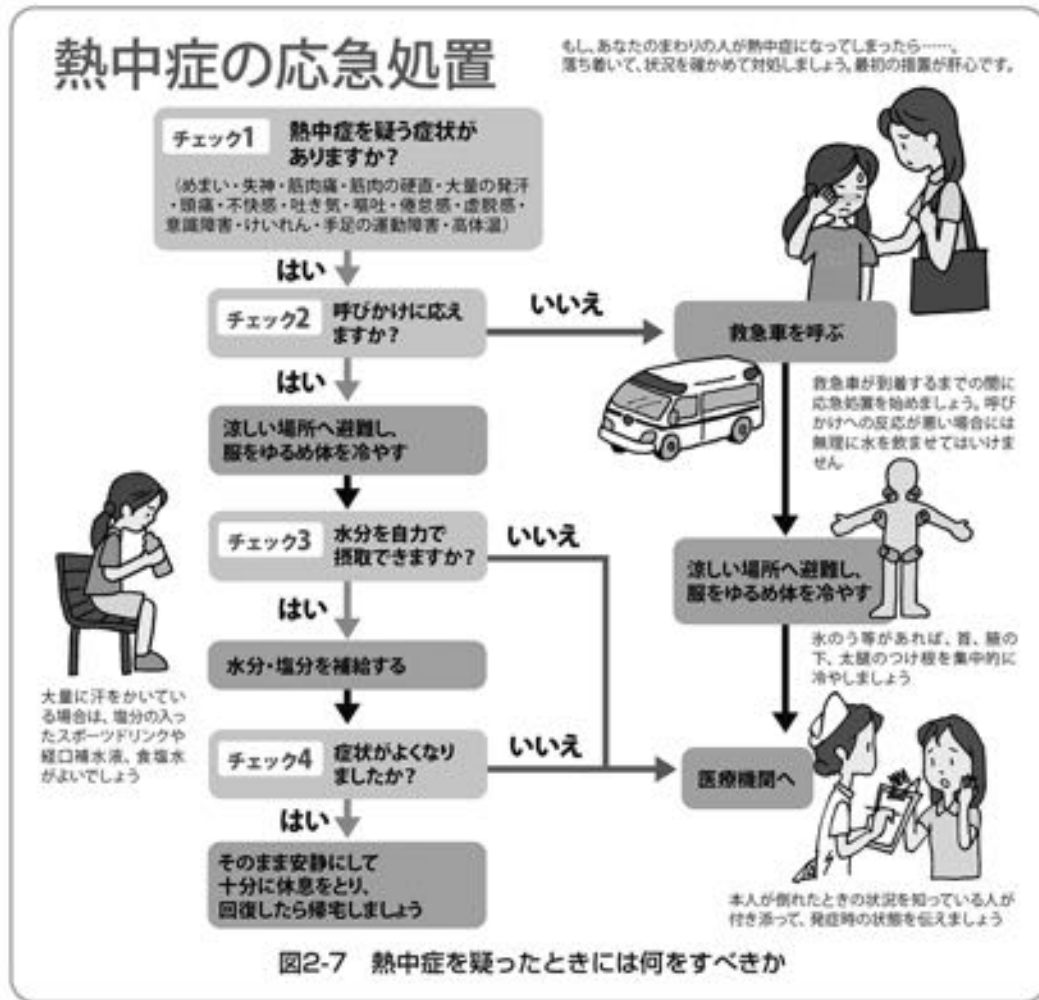 熱中症の応急処置
もし、あなたのまわりの人が熱中症になってしまったら……。
落ち着いて、状況を確かめて対処しましょう。最初の措置が肝心です。
チェック1 熱中症を疑う症状が
ありますか?
(めまい・失神・筋肉痛・筋肉の硬直・大量の発汗
・頭痛・不快感・吐き気・嘔吐・倦怠感・虚脱感・
意識障害・けいれん・手足の運動障害・高体温)
はい
チェック2 呼びかけに応え
ますか?
いいえ
救急車を呼ぶ
救急車が到着するまでの間に
応急処置を始めましょう。呼び
かけへの反応が悪い場合には
無理に水を飲ませてはいけま
せん
はい
涼しい場所へ避難し、
服をゆるめ体を冷やす
チェック3 水分を自力で
摂取できますか?
いいえ
涼しい場所へ避難し、
服をゆるめ体を冷やす
氷のう等があれば、首、腋の
下、太腿のつけ根を集中的に
冷やしましょう
はい
水分・塩分を補給する
大量に汗をかいてい
る場合は、塩分の入っ
たスポーツドリンクや
経口補水液、食塩水
がよいでしょう
チェック4 症状がよくなり
ましたか?
いいえ
医療機関へ
はい
そのまま安静にして
十分に休息をとり、
回復したら帰宅しましょう
本人が倒れたときの状況を知っている人が
付き添って、発症時の状態を伝えましょう
図2-7 熱中症を疑ったときには何をすべきか